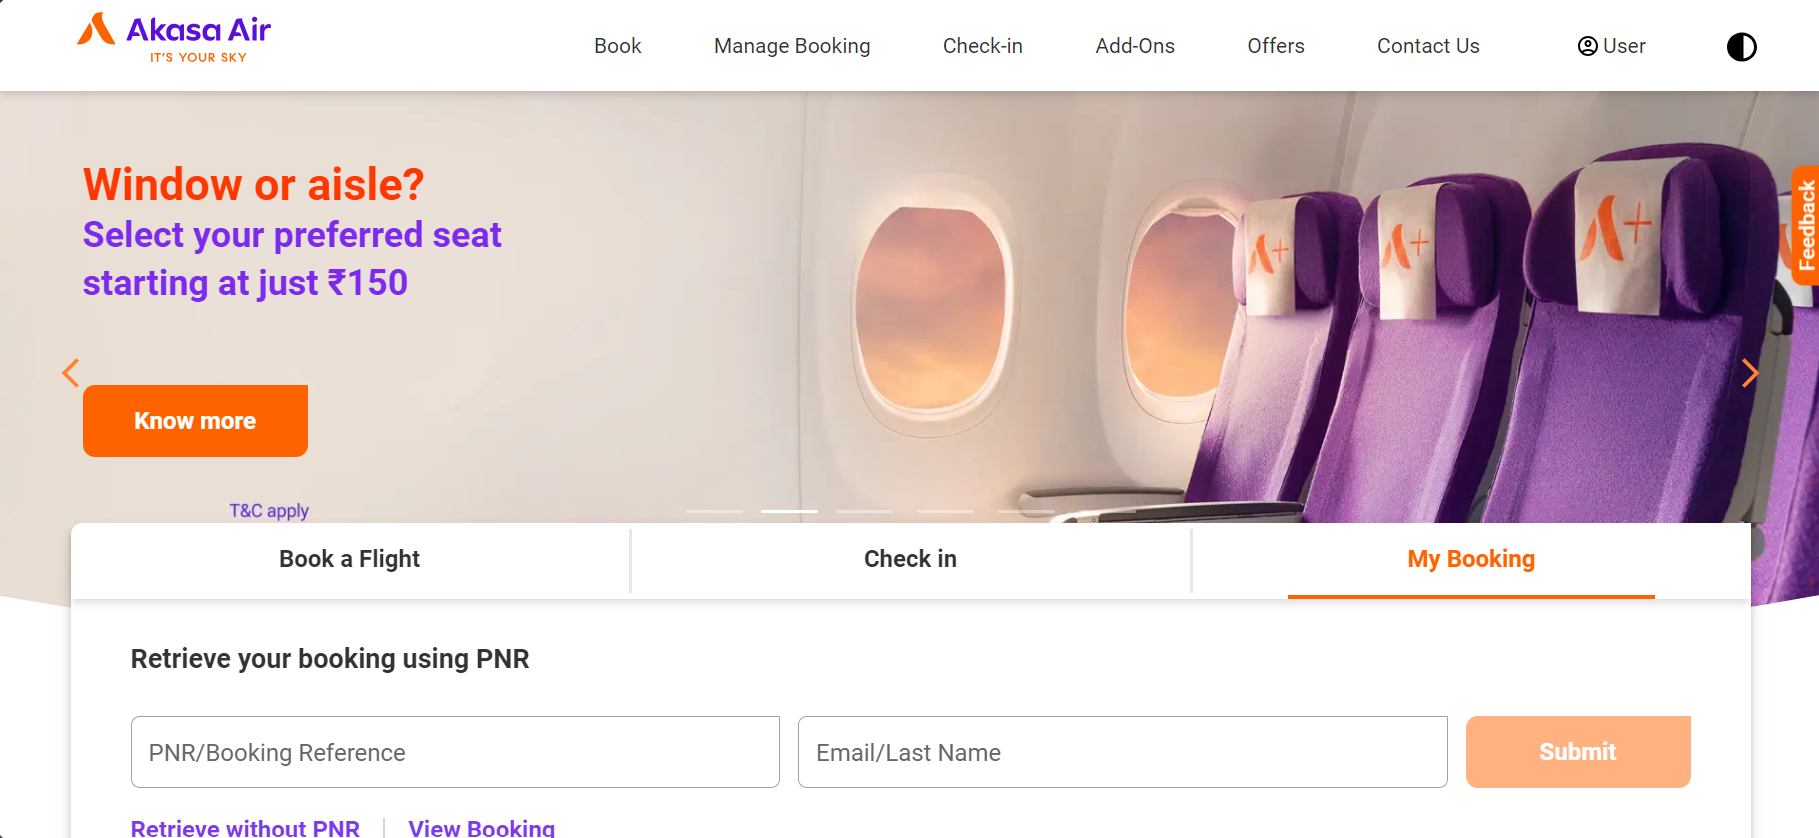 Akasa Air
IT'S YOUR SKY
Book
Manage Booking
Check-in
Add-Ons
Offers
Contact Us
User
Window or aisle?
Select your preferred seat
starting at just ₹150
Know more
T&C apply
A+
A+
A+
Feedback
Book a Flight
Check in
My Booking
Retrieve your booking using PNR
PNR/Booking Reference
Email/Last Name
Submit
Retrieve without PNR
View Booking